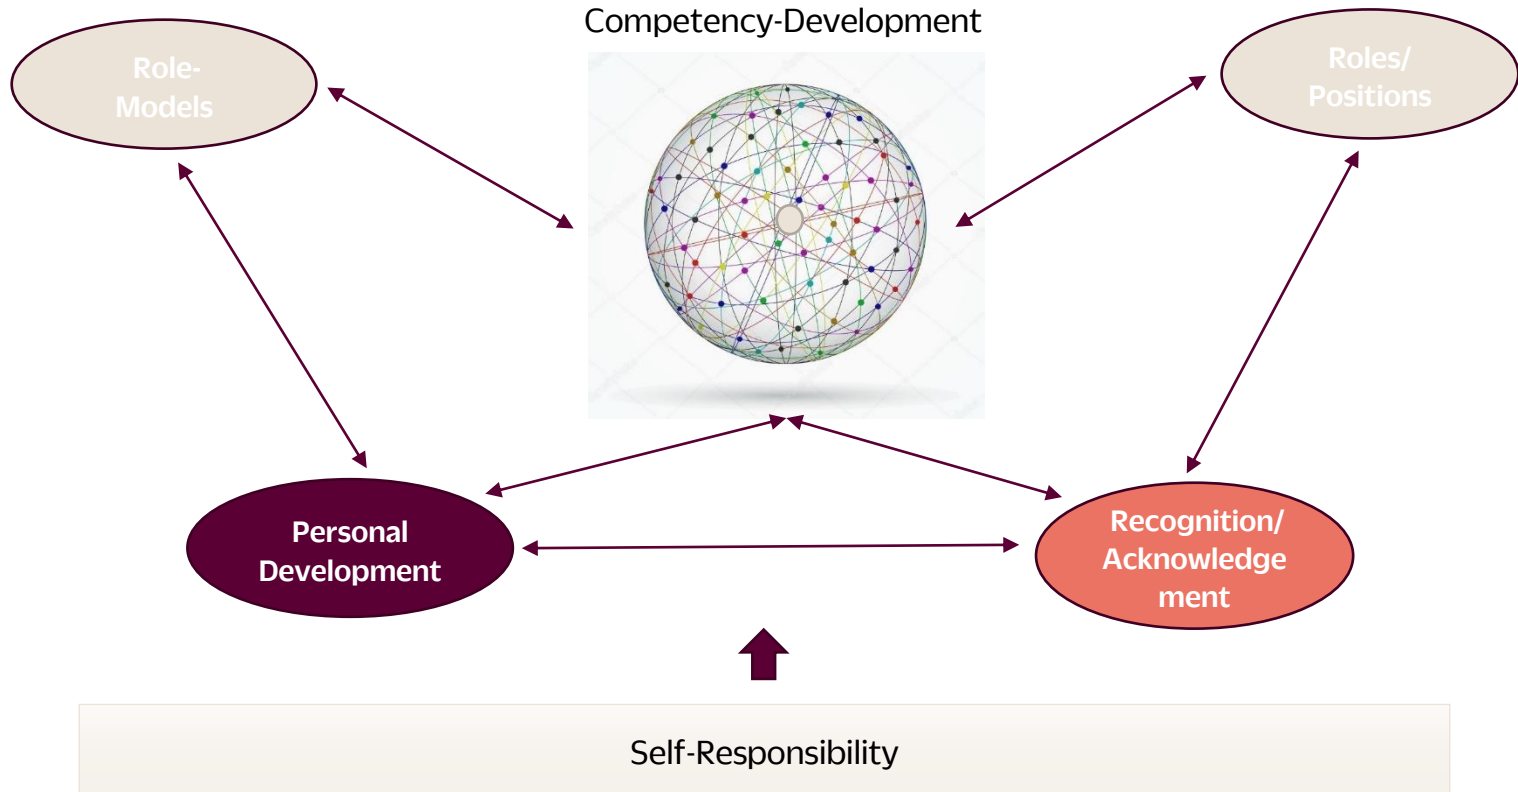 Competency-Development
Role-
Models
Roles/
Positions
Personal
Development
Recognition/
Acknowledge
ment
Self-Responsibility